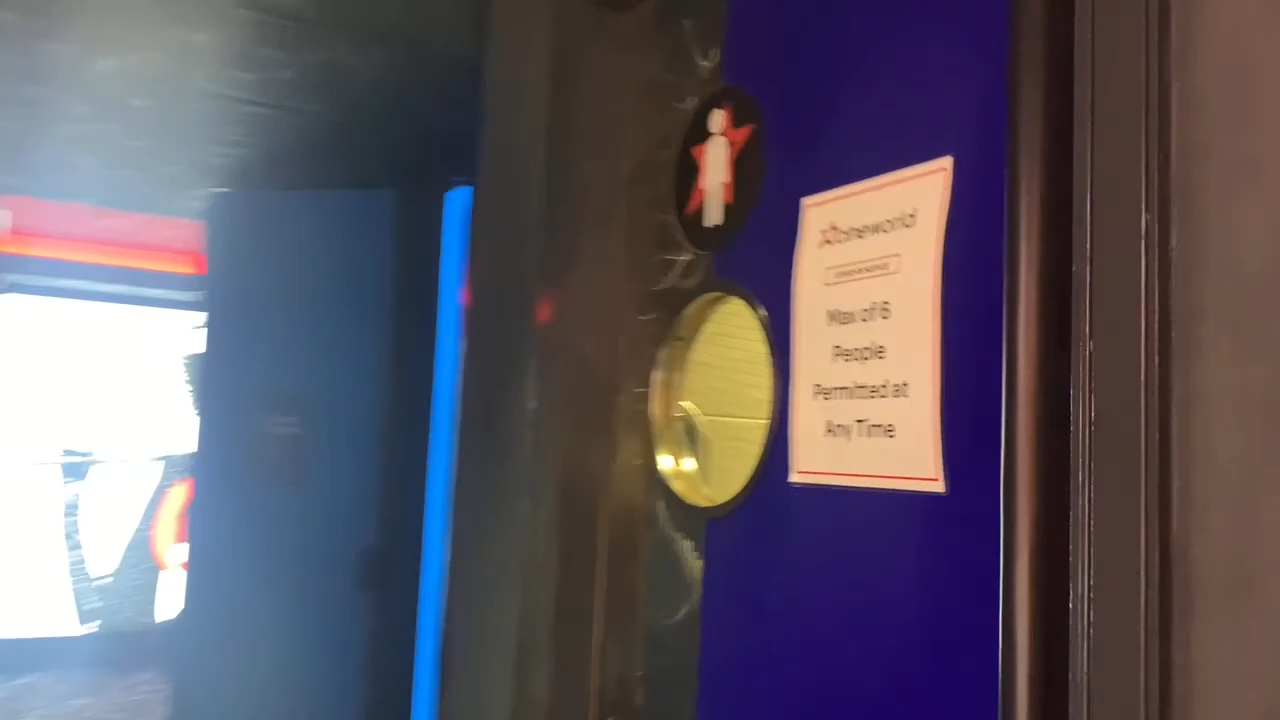 cineworld
Max of 6
People
Permitted at
Any Time